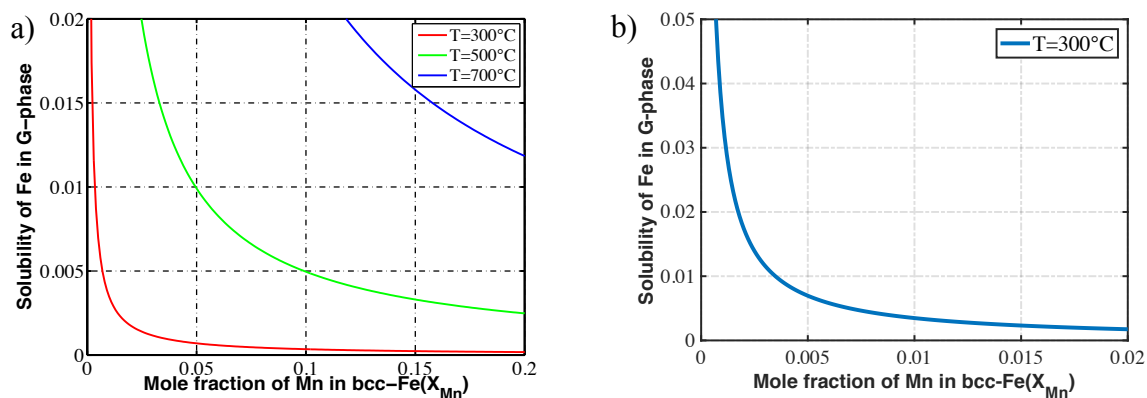 a)
0.02
0.015
0.01
0.005
0
Solubility of Fe in G−phase
T=300°C
T=500°C
T=700°C
0
0.05
0.1
0.15
0.2
Mole fraction of Mn in bcc−Fe(X_Mn)
b)
0.05
0.04
0.03
0.02
0.01
0
Solubility of Fe in G-phase
T=300°C
0
0.005
0.01
0.015
0.02
Mole fraction of Mn in bcc-Fe(X_Mn)